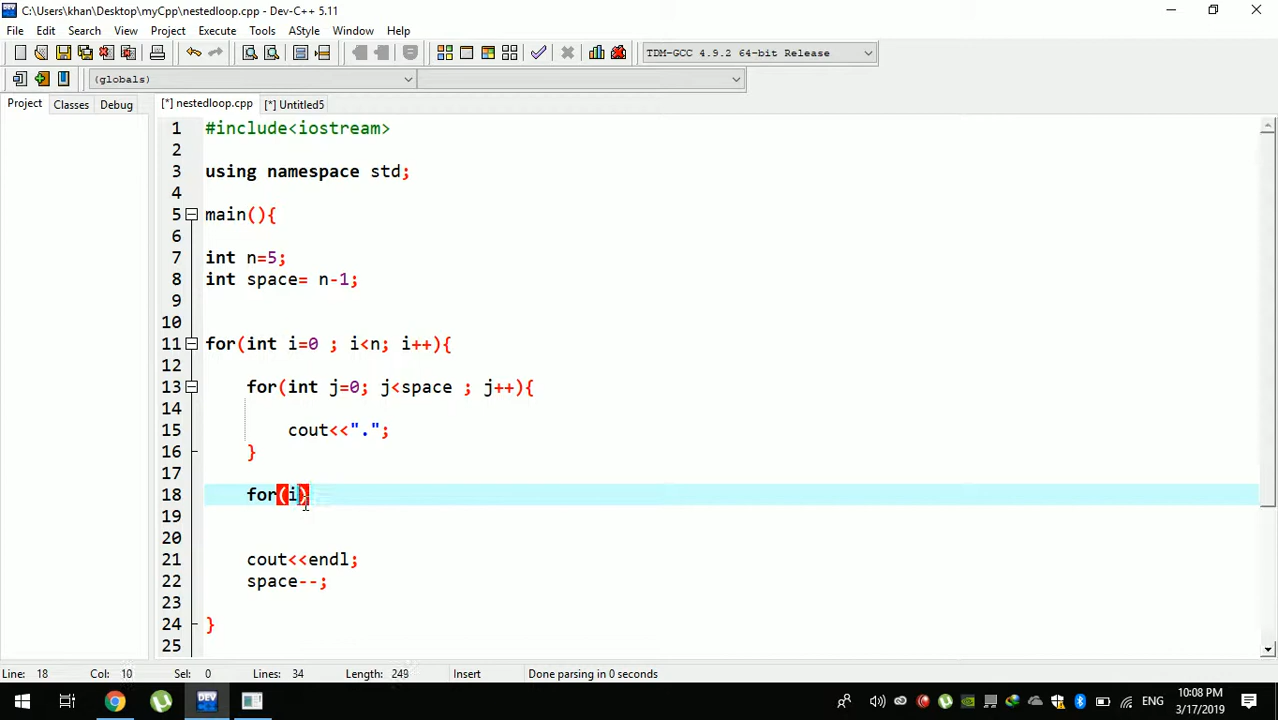 C:\Users\khan\Desktop\myCpp\nestedloop.cpp - Dev-C++ 5.11
File Edit Search View Project Execute Tools AStyle Window Help
TDM-GCC 4.9.2 64-bit Release
(globals)
Project Classes Debug [*] nestedloop.cpp [*] Untitled5
1 #include<iostream>
2
3 using namespace std;
4
5 main(){
6
7 int n=5;
8 int space= n-1;
9
10
11 for(int i=0 ; i<n; i++){
12
13 for(int j=0; j<space ; j++){
14
15 cout<<".";
16 }
17
18 for(i)
19
20
21 cout<<endl;
22 space--;
23
24 }
25
Line: 18 Col: 10 Sel: 0 Lines: 34 Length: 249 Insert Done parsing in 0 seconds
DEV
ENG
10:08 PM
3/17/2019